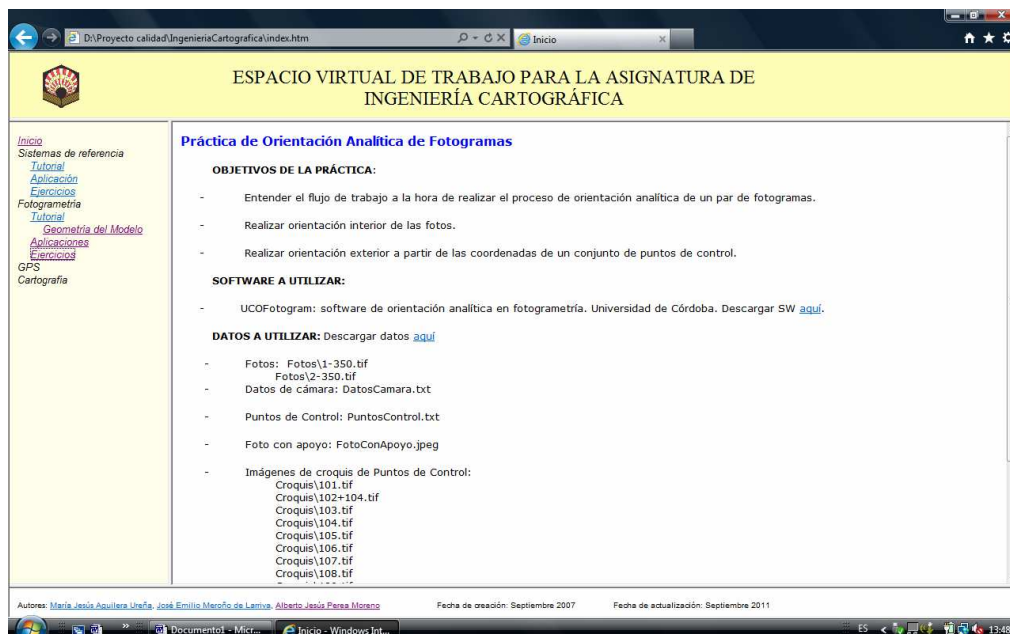 D:\Proyecto calidad\IngenieriaCartografica\index.htm
Inicio
ESPACIO VIRTUAL DE TRABAJO PARA LA ASIGNATURA DE
INGENIERÍA CARTOGRÁFICA
Inicio
Sistemas de referencia
Tutorial
Aplicación
Ejercicios
Fotogrametría
Tutorial
Geometría del Modelo
Aplicaciones
Ejercicios
GPS
Cartografía
Práctica de Orientación Analítica de Fotogramas
OBJETIVOS DE LA PRÁCTICA:
- Entender el flujo de trabajo a la hora de realizar el proceso de orientación analítica de un par de fotogramas.
- Realizar orientación interior de las fotos.
- Realizar orientación exterior a partir de las coordenadas de un conjunto de puntos de control.
SOFTWARE A UTILIZAR:
- UCOFotogram: software de orientación analítica en fotogrametría. Universidad de Córdoba. Descargar SW aquí.
DATOS A UTILIZAR: Descargar datos aquí
- Fotos: Fotos\1-350.tif
Fotos\2-350.tif
- Datos de cámara: DatosCamara.txt
- Puntos de Control: PuntosControl.txt
- Foto con apoyo: FotoConApoyo.jpeg
- Imágenes de croquis de Puntos de Control:
Croquis\101.tif
Croquis\102+104.tif
Croquis\103.tif
Croquis\104.tif
Croquis\105.tif
Croquis\106.tif
Croquis\107.tif
Croquis\108.tif
Autores: María Jesús Aguilera Ureña, José Emilio Meroño de Larriva, Alberto Jesús Perea Moreno Fecha de creación: Septiembre 2007 Fecha de actualización: Septiembre 2011
Documento1 - Micr... Inicio - Windows Int... ES 13:48